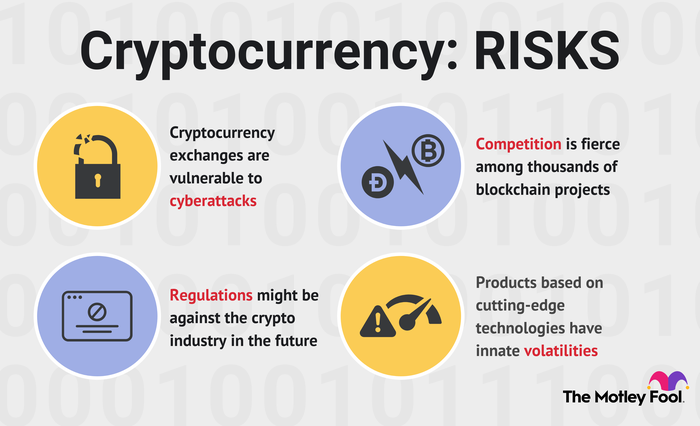 Cryptocurrency: RISKS
Cryptocurrency
exchanges are
vulnerable to
cyberattacks
Competition is fierce
among thousands of
blockchain projects
Regulations might be
against the crypto
industry in the future
Products based on
cutting-edge
technologies have
innate volatilities
The Motley Fool.